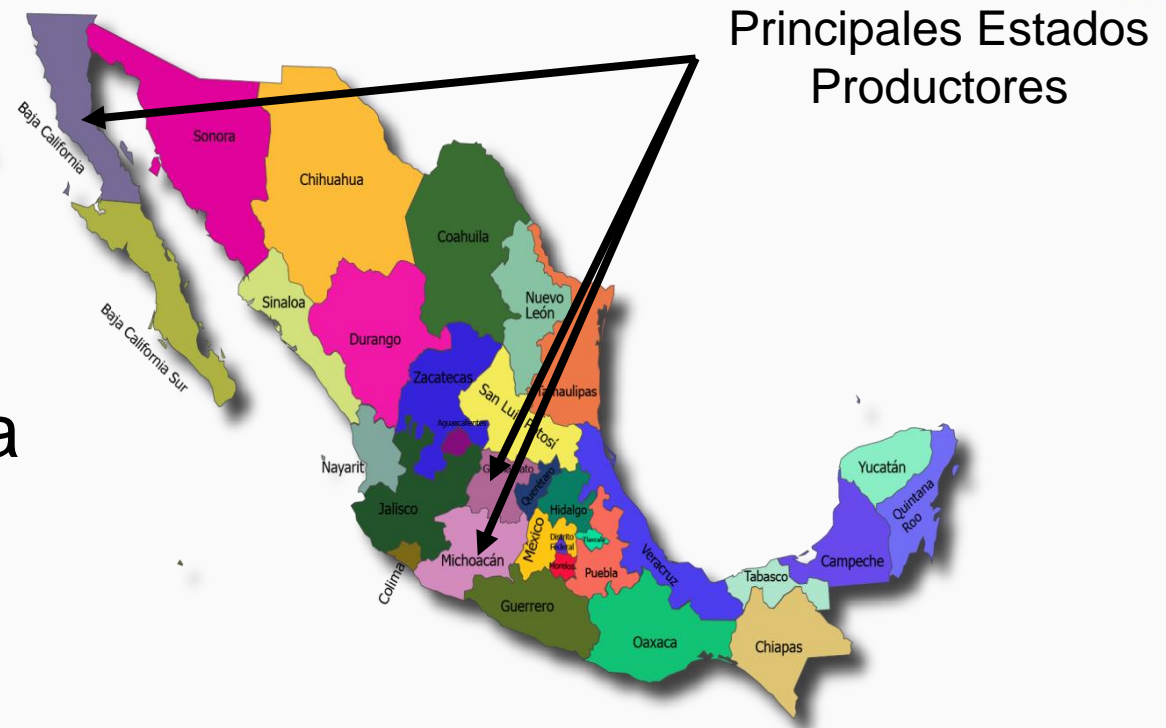 Principales Estados
Productores
Baja California
Sonora
Chihuahua
Coahuila
Nuevo
León
Sinaloa
Baja California Sur
Durango
Zacatecas
Tamaulipas
San Luis Potosí
Aguascalientes
Nayarit
Querétaro
Jalisco
Hidalgo
México
Distrito
Federal
Tlaxcala
Michoacán
Morelos
Colima
Puebla
Veracruz
Guerrero
Oaxaca
Yucatán
Quintana
Roo
Campeche
Tabasco
Chiapas
a